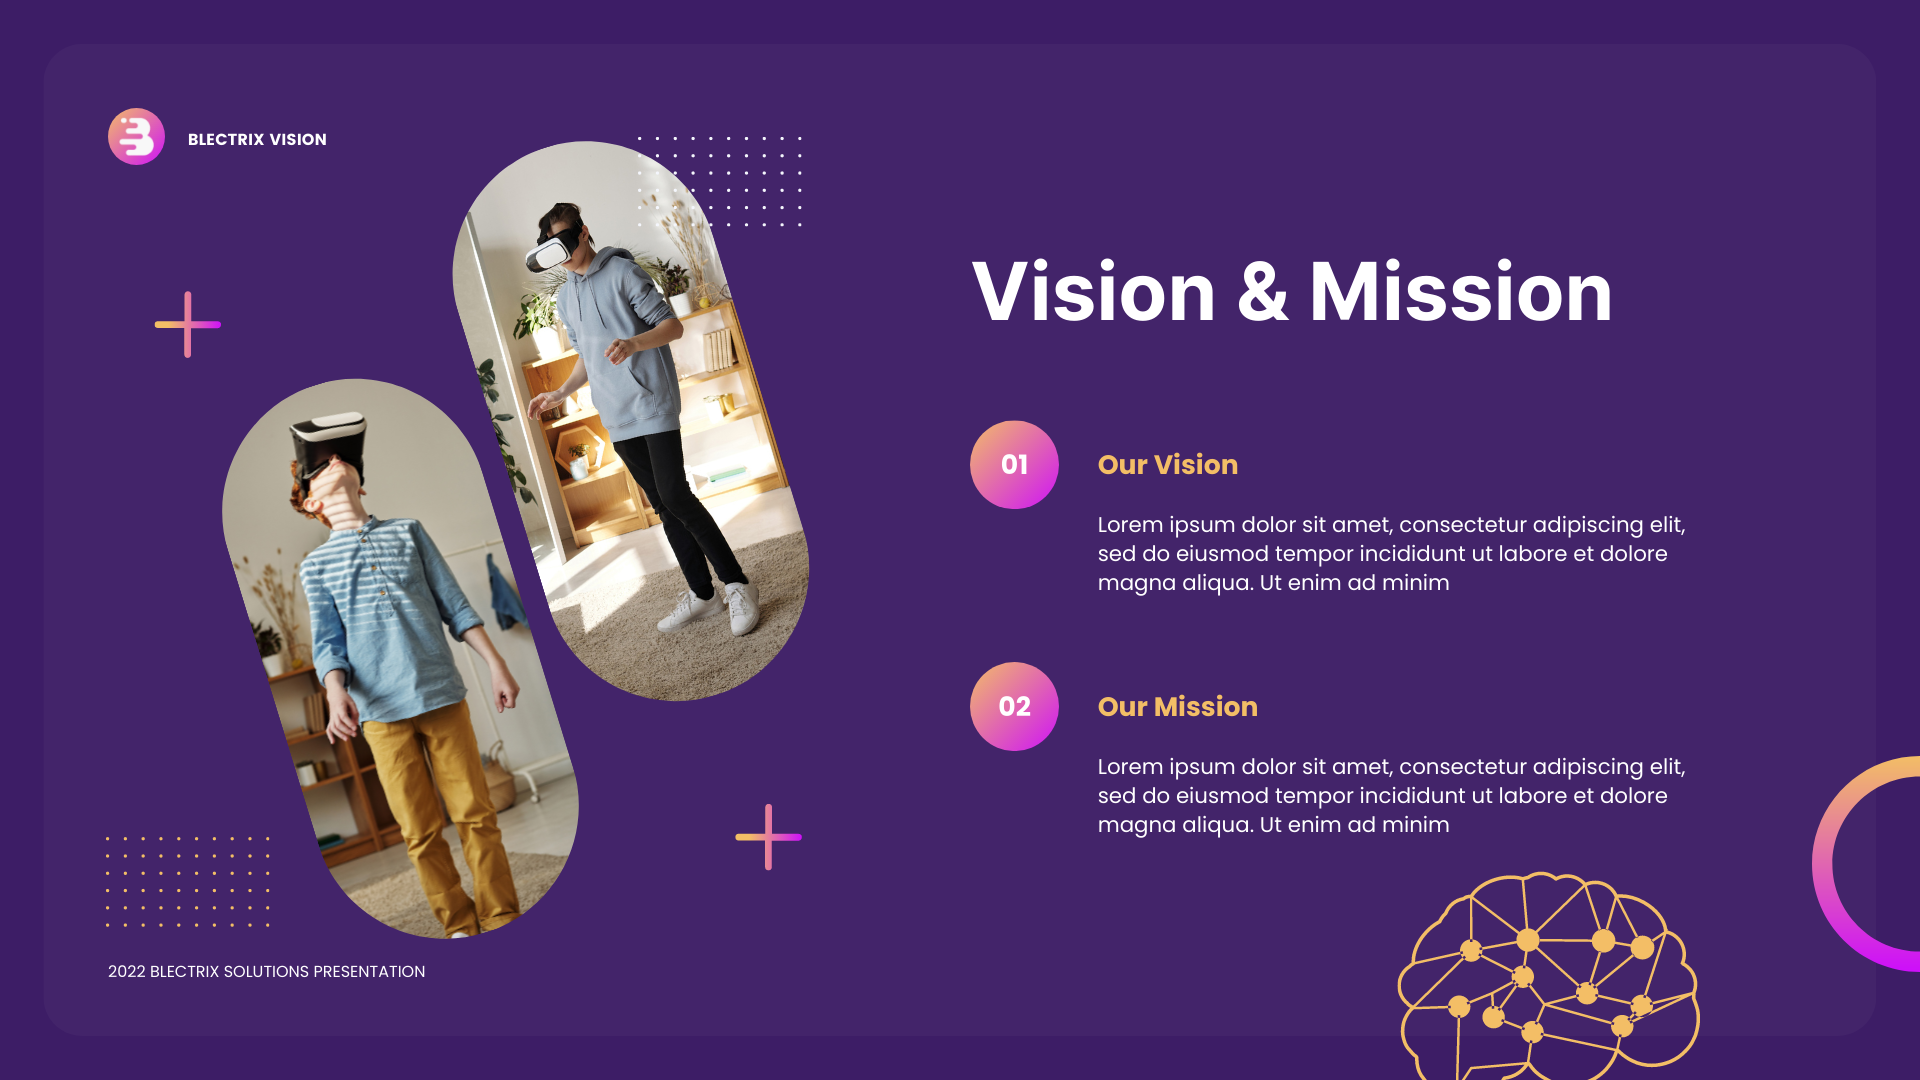 BLECTRIX VISION
Vision & Mission
01
Our Vision
Lorem ipsum dolor sit amet, consectetur adipiscing elit,
sed do eiusmod tempor incididunt ut labore et dolore
magna aliqua. Ut enim ad minim
02
Our Mission
Lorem ipsum dolor sit amet, consectetur adipiscing elit,
sed do eiusmod tempor incididunt ut labore et dolore
magna aliqua. Ut enim ad minim
2022 BLECTRIX SOLUTIONS PRESENTATION